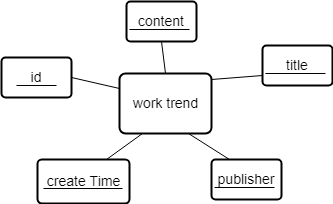 content
title
id
work trend
create Time
publisher